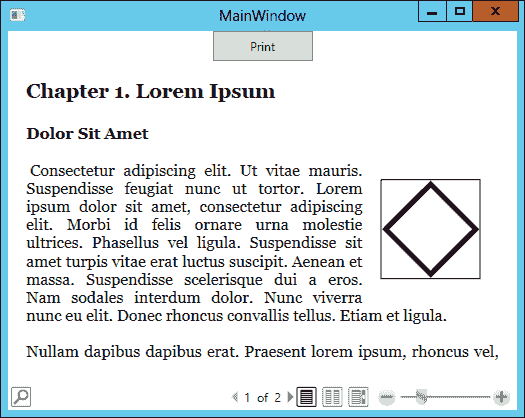 MainWindow
Print
Chapter 1. Lorem Ipsum
Dolor Sit Amet
Consectetur adipiscing elit. Ut vitae mauris.
Suspendisse feugiat nunc ut tortor. Lorem
ipsum dolor sit amet, consectetur adipiscing
elit. Morbi id felis ornare urna molestie
ultrices. Phasellus vel ligula. Suspendisse sit
amet turpis vitae erat luctus suscipit. Aenean et
massa. Suspendisse scelerisque dui a eros.
Nam sodales interdum dolor. Nunc viverra
nunc eu elit. Donec rhoncus convallis tellus. Etiam et ligula.
Nullam dapibus dapibus erat. Praesent lorem ipsum, rhoncus vel,
1 of 2